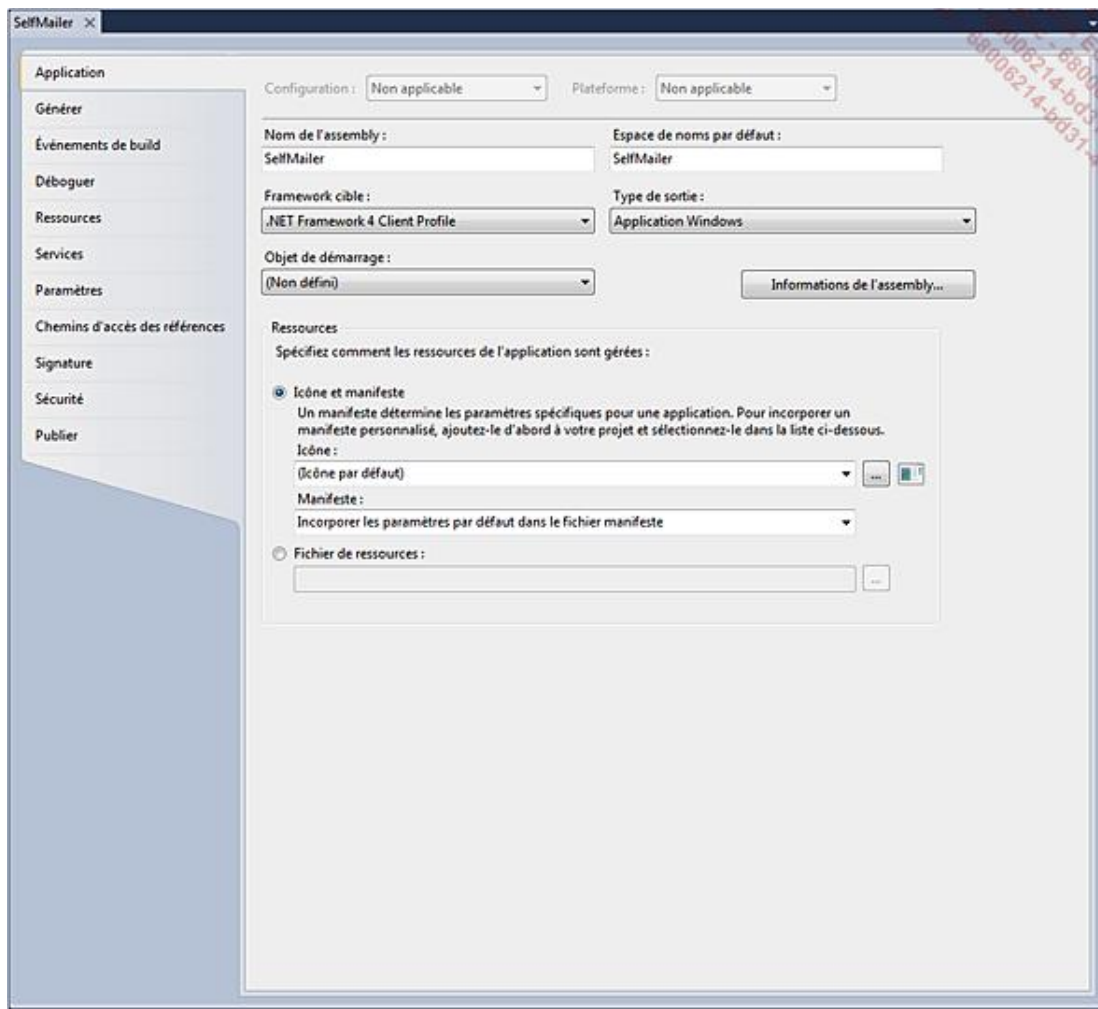 SelfMailer
Application
Générer
Événements de build
Déboguer
Ressources
Services
Paramètres
Chemins d'accès des références
Signature
Sécurité
Publier
Configuration : Non applicable Plateforme : Non applicable
Nom de l'assembly : Espace de noms par défaut :
SelfMailer SelfMailer
Framework cible : Type de sortie :
.NET Framework 4 Client Profile Application Windows
Objet de démarrage :
(Non défini) Informations de l'assembly...
Ressources
Spécifiez comment les ressources de l'application sont gérées :
Icône et manifeste
Un manifeste détermine les paramètres spécifiques pour une application. Pour incorporer un
manifeste personnalisé, ajoutez-le d'abord à votre projet et sélectionnez-le dans la liste ci-dessous.
Icône :
(Icône par défaut) ...
Manifeste :
Incorporer les paramètres par défaut dans le fichier manifeste
Fichier de ressources :
...
68006214-bd31-4